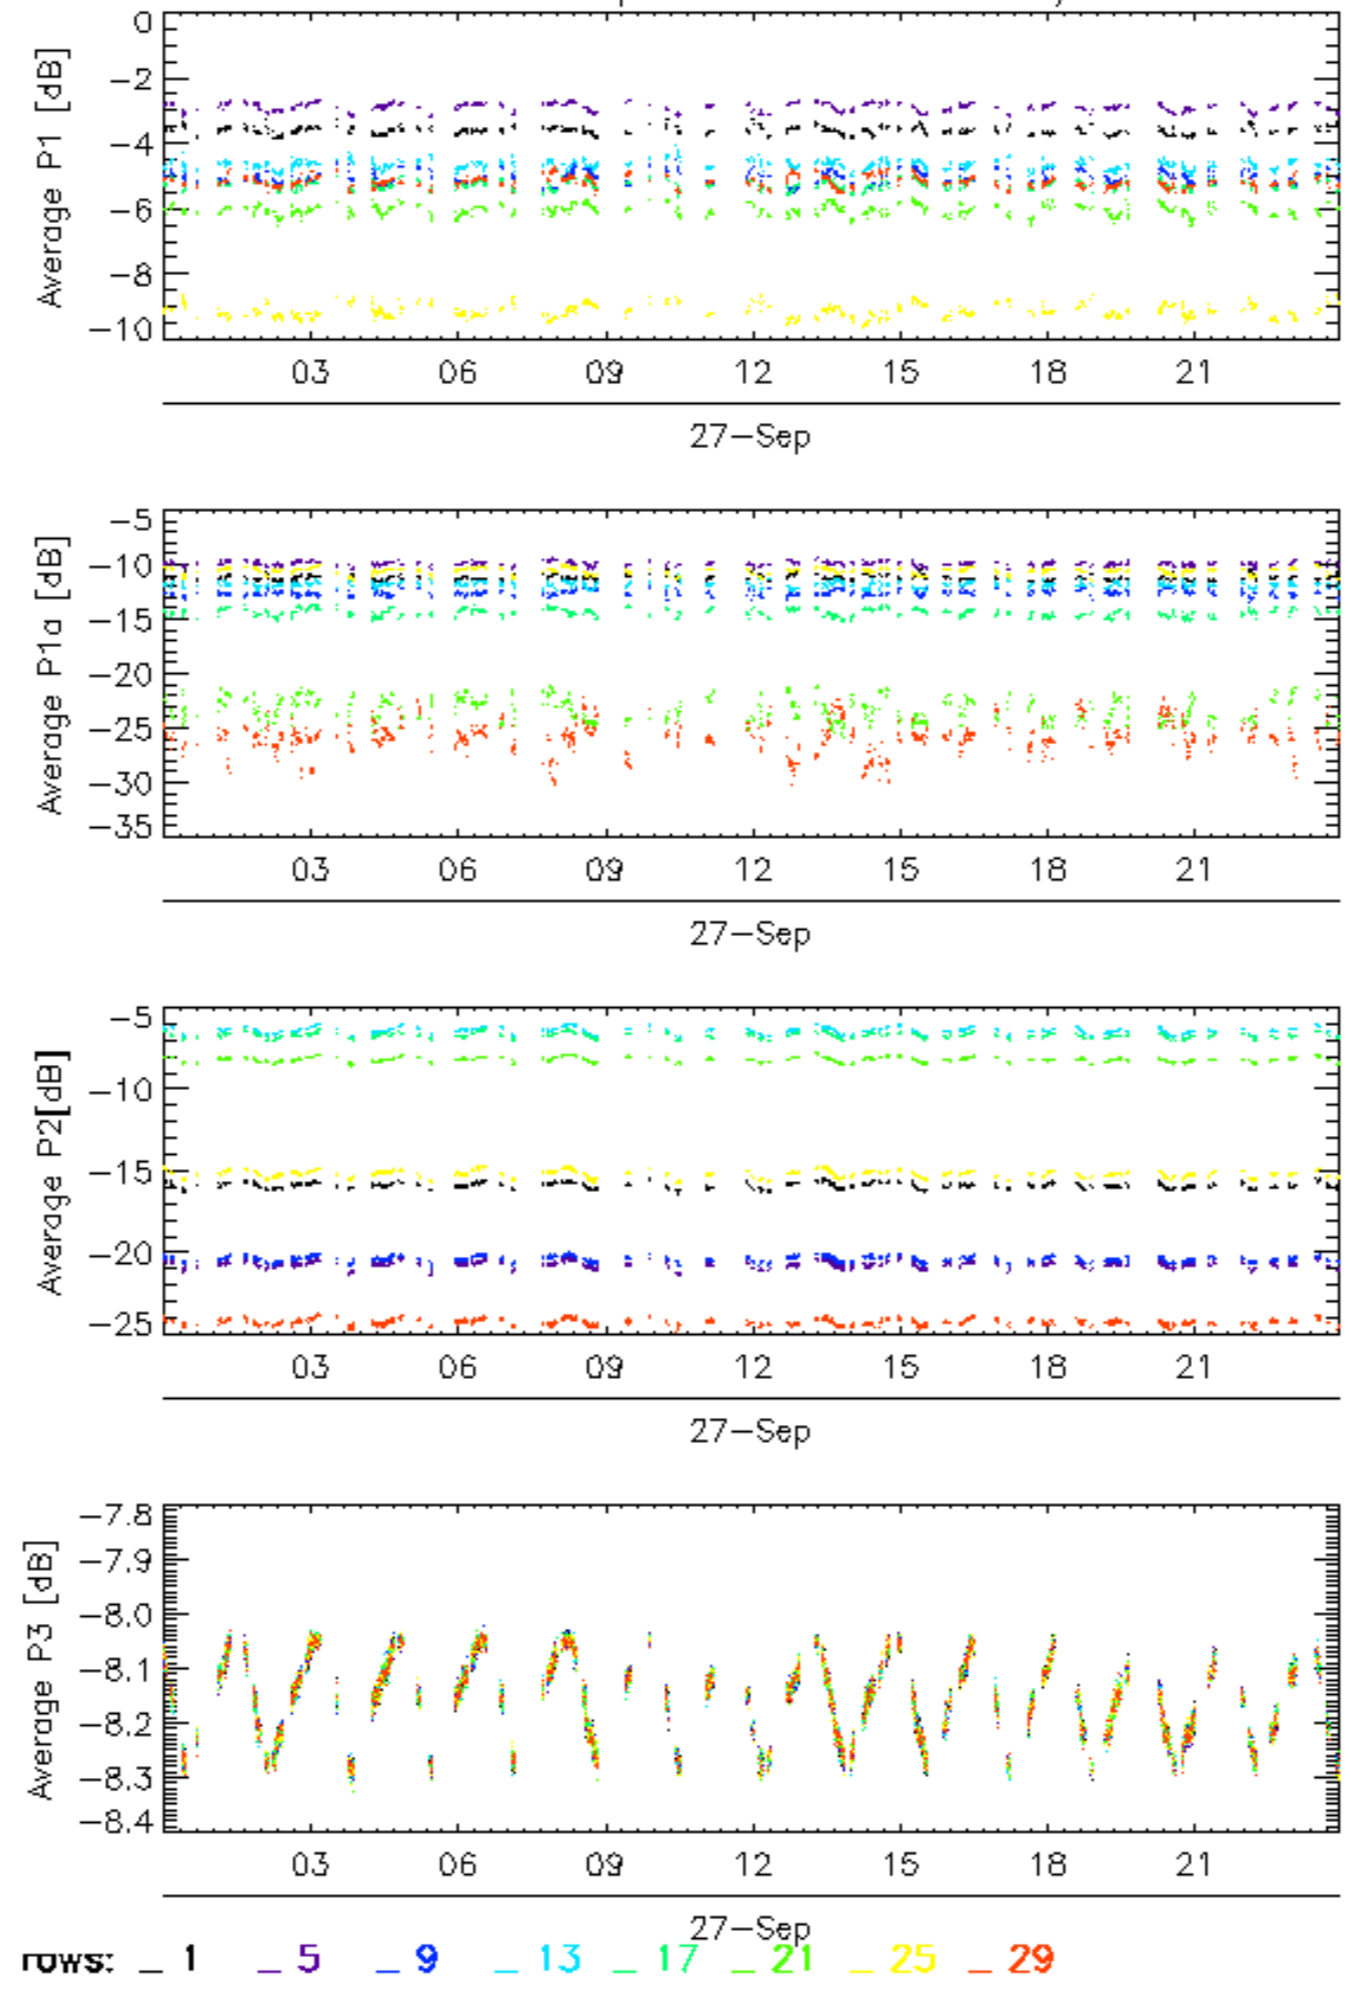 Average P1 [dB]
0
−2
−4
−6
−8
−10
03 06 09 12 15 18 21
27−Sep
Average P1a [dB]
−5
−10
−15
−20
−25
−30
−35
03 06 09 12 15 18 21
27−Sep
Average P2[dB]
−5
−10
−15
−20
−25
03 06 09 12 15 18 21
27−Sep
Average P3 [dB]
−7.8
−7.9
−8.0
−8.1
−8.2
−8.3
−8.4
03 06 09 12 15 18 21
27−Sep
rows: _ 1 _ 5 _ 9 _ 13 _ 17 _ 21 _ 25 _ 29